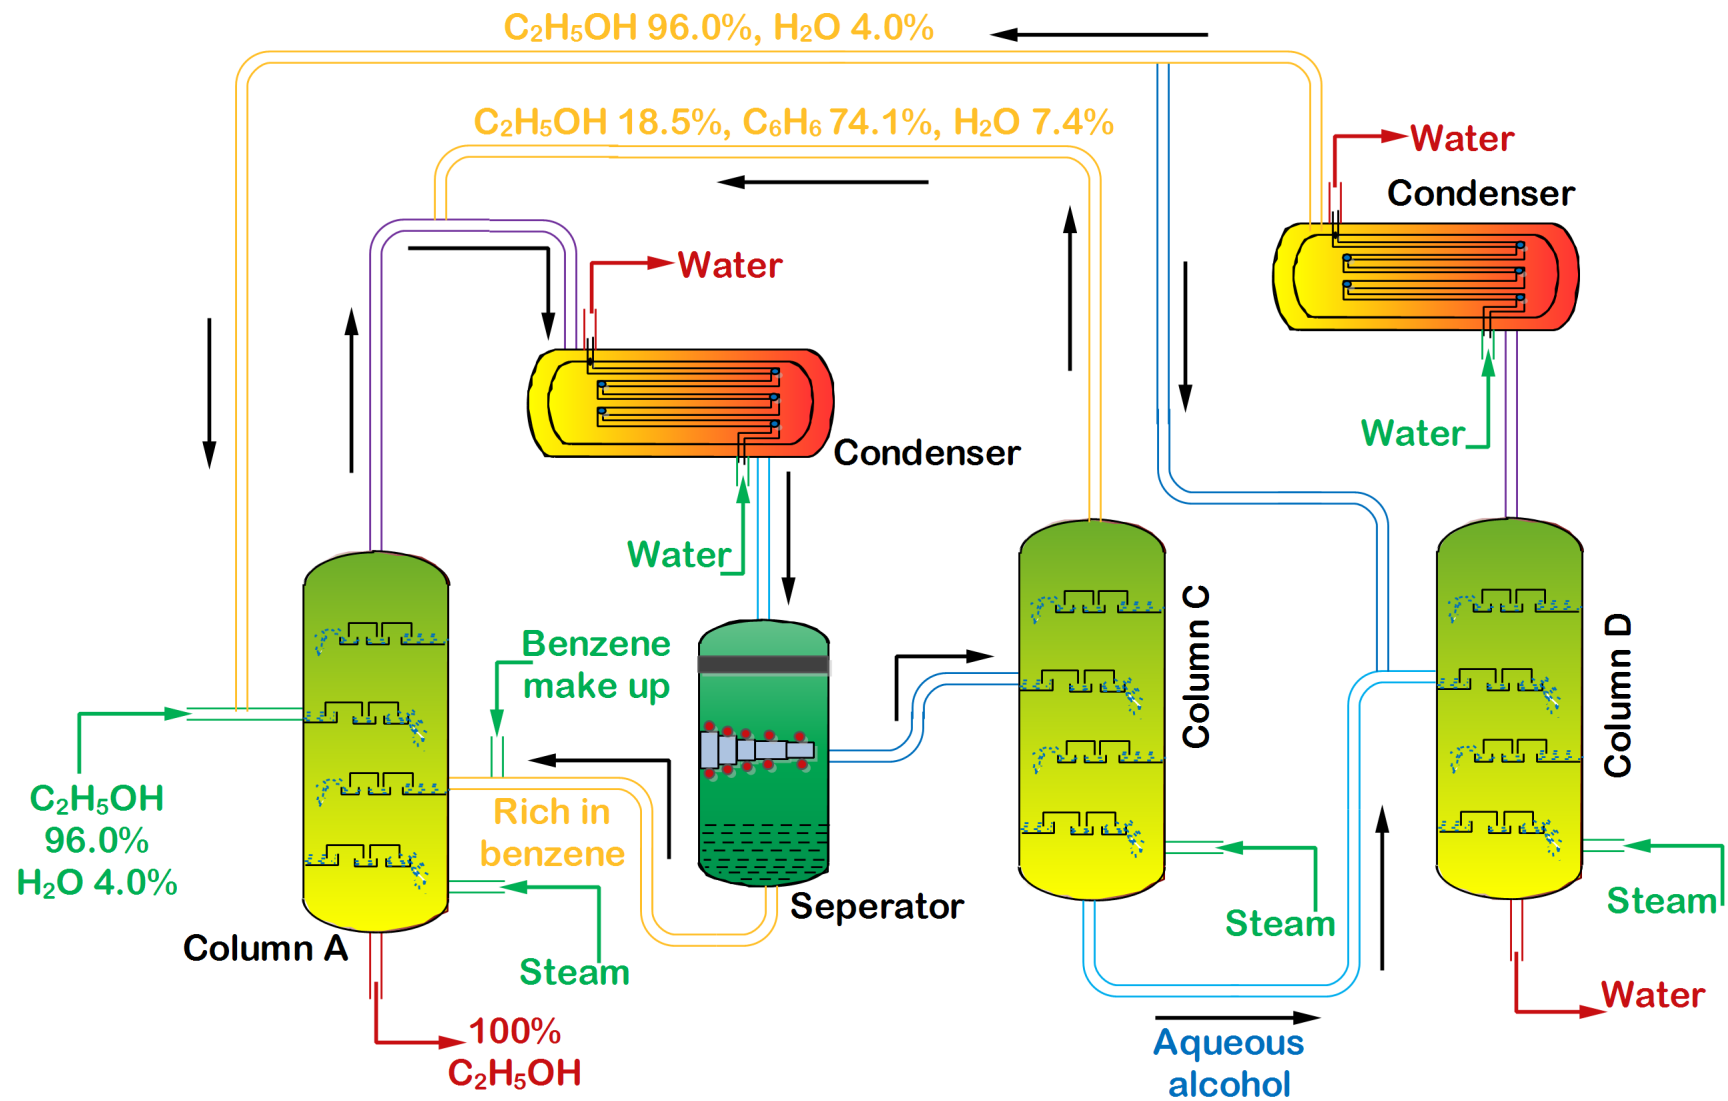 C₂H₅OH 96.0%, H₂O 4.0%
C₂H₅OH 18.5%, C₆H₆ 74.1%, H₂O 7.4%
Water
Condenser
Water
Condenser
Water
Water
Benzene
make up
Column C
Column D
C₂H₅OH
96.0%
H₂O 4.0%
Rich in
benzene
Seperator
Steam
Steam
Column A
Steam
Water
100%
C₂H₅OH
Aqueous
alcohol